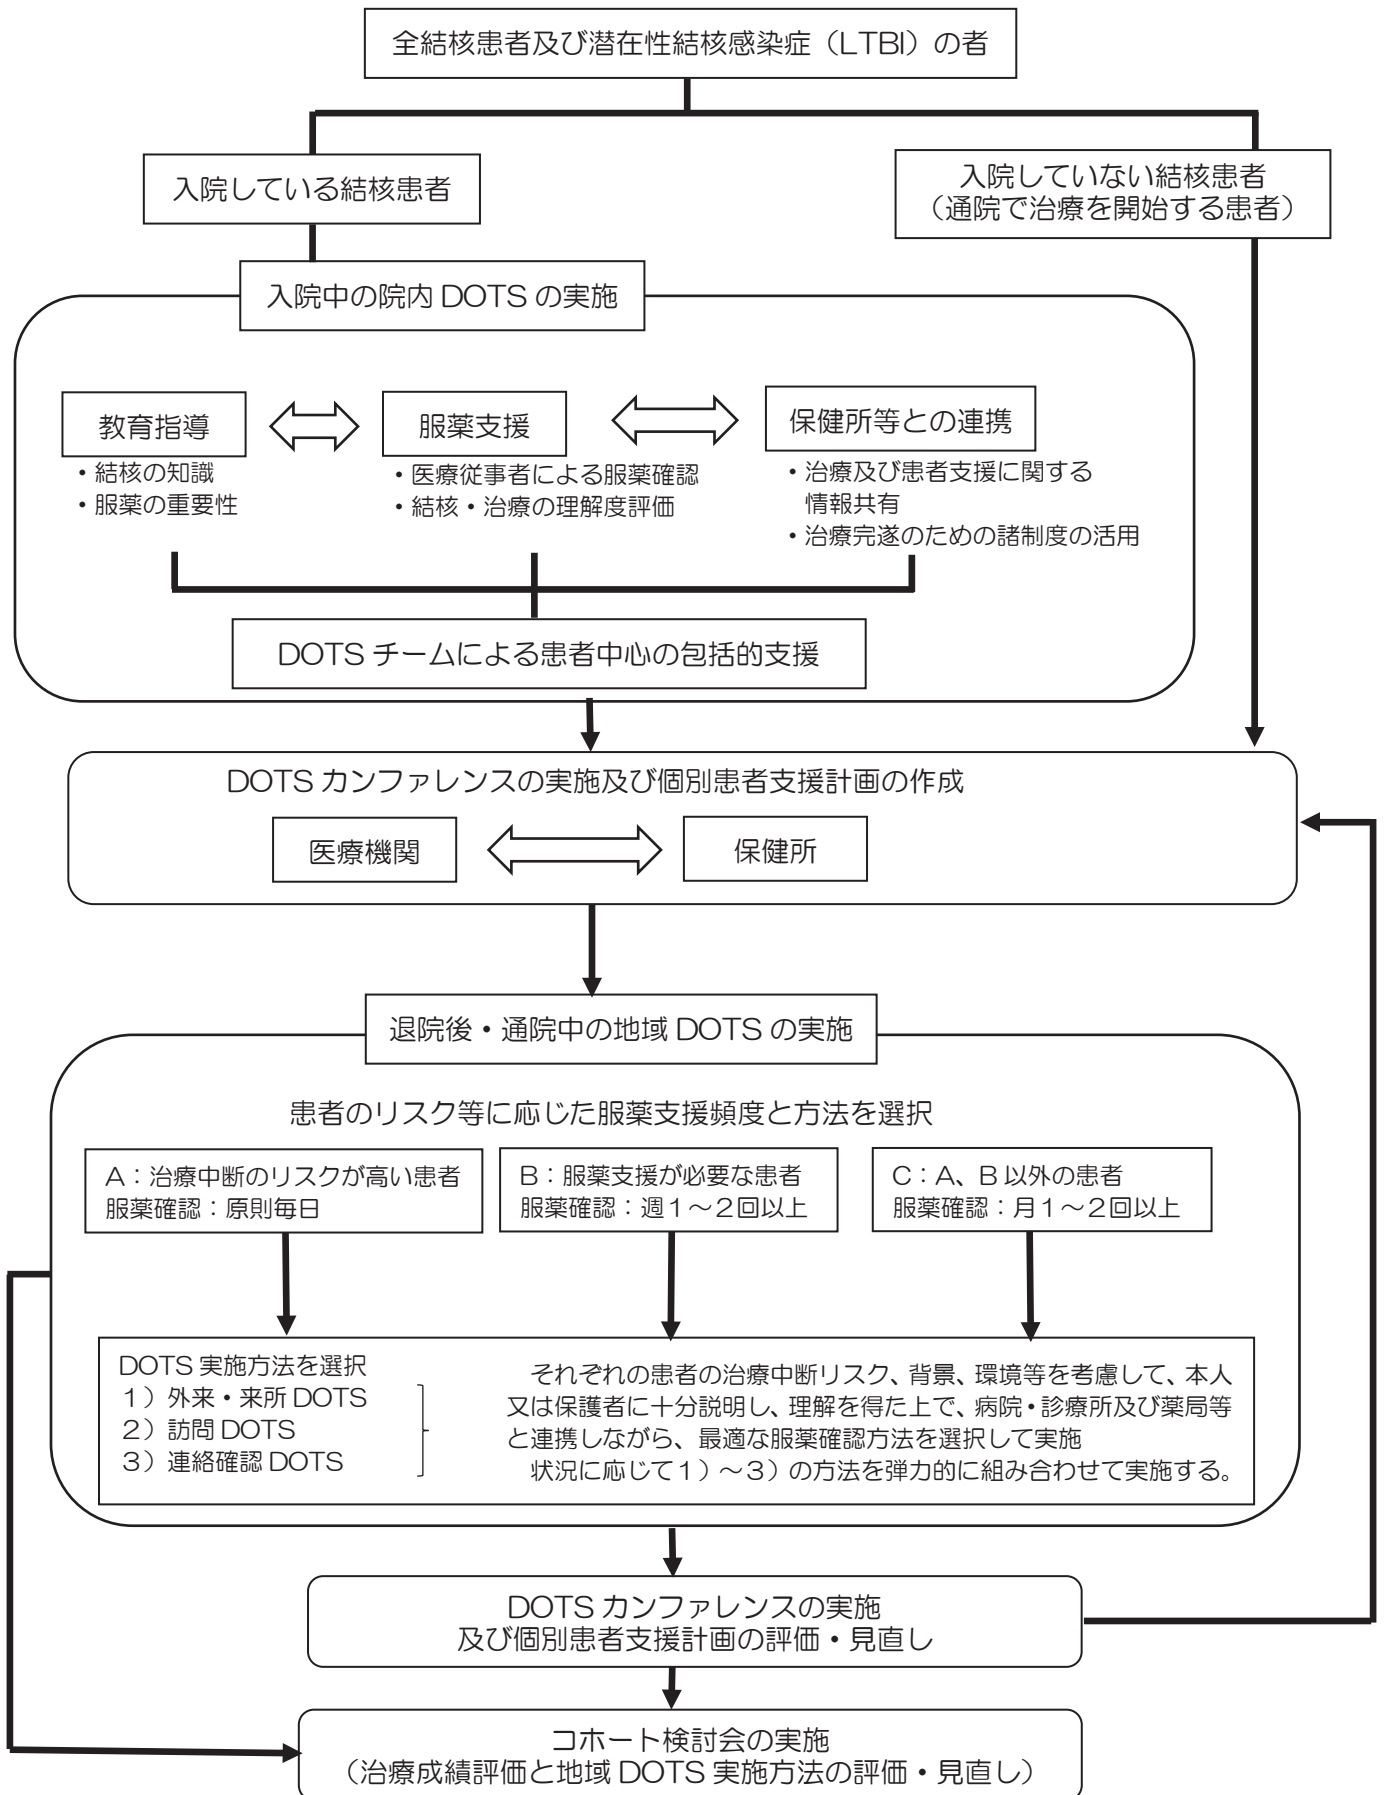 全結核患者及び潜在性結核感染症（LTBI）の者
入院している結核患者
入院していない結核患者
（通院で治療を開始する患者）
入院中の院内 DOTS の実施
教育指導
・結核の知識
・服薬の重要性
服薬支援
・医療従事者による服薬確認
・結核・治療の理解度評価
保健所等との連携
・治療及び患者支援に関する
情報共有
・治療完遂のための諸制度の活用
DOTS チームによる患者中心の包括的支援
DOTS カンファレンスの実施及び個別患者支援計画の作成
医療機関
保健所
退院後・通院中の地域 DOTS の実施
患者のリスク等に応じた服薬支援頻度と方法を選択
A：治療中断のリスクが高い患者
服薬確認：原則毎日
B：服薬支援が必要な患者
服薬確認：週１～２回以上
C：A、B 以外の患者
服薬確認：月１～２回以上
DOTS 実施方法を選択
１）外来・来所 DOTS
２）訪問 DOTS
３）連絡確認 DOTS
それぞれの患者の治療中断リスク、背景、環境等を考慮して、本人
又は保護者に十分説明し、理解を得た上で、病院・診療所及び薬局等
と連携しながら、最適な服薬確認方法を選択して実施
状況に応じて１）～３）の方法を弾力的に組み合わせて実施する。
DOTS カンファレンスの実施
及び個別患者支援計画の評価・見直し
コホート検討会の実施
（治療成績評価と地域 DOTS 実施方法の評価・見直し）